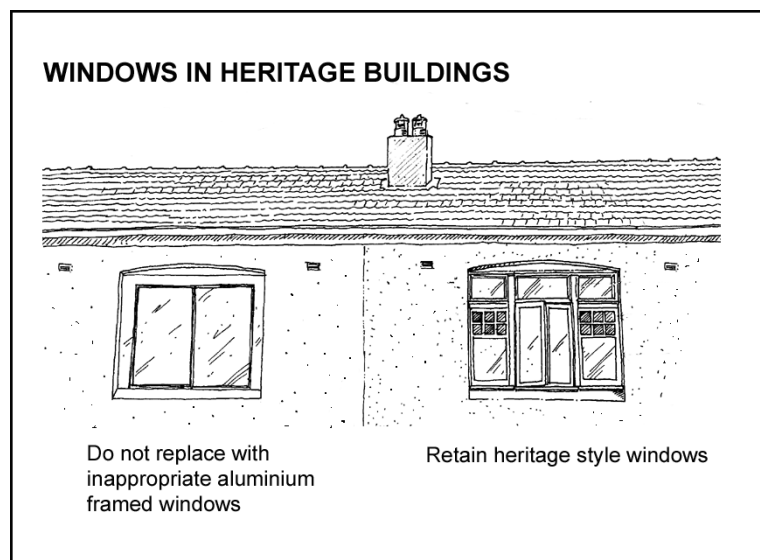 WINDOWS IN HERITAGE BUILDINGS
Do not replace with
inappropriate aluminium
framed windows
Retain heritage style windows